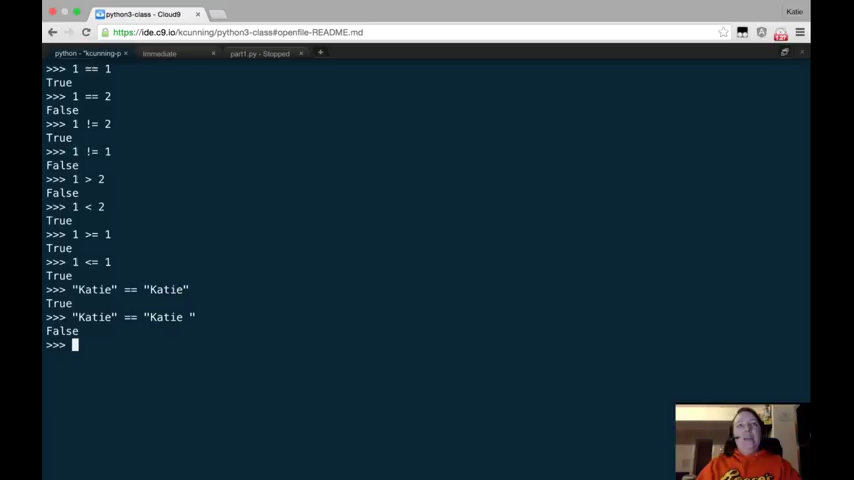 python3-class - Cloud9
Katie
https://ide.c9.io/kcunning/python3-class#openfile-README.md
python - "kcunning-p
Immediate
part1.py - Stopped
>>> 1 == 1
True
>>> 1 == 2
False
>>> 1 != 2
True
>>> 1 != 1
False
>>> 1 > 2
False
>>> 1 < 2
True
>>> 1 >= 1
True
>>> 1 <= 1
True
>>> "Katie" == "Katie"
True
>>> "Katie" == "Katie "
False
>>>